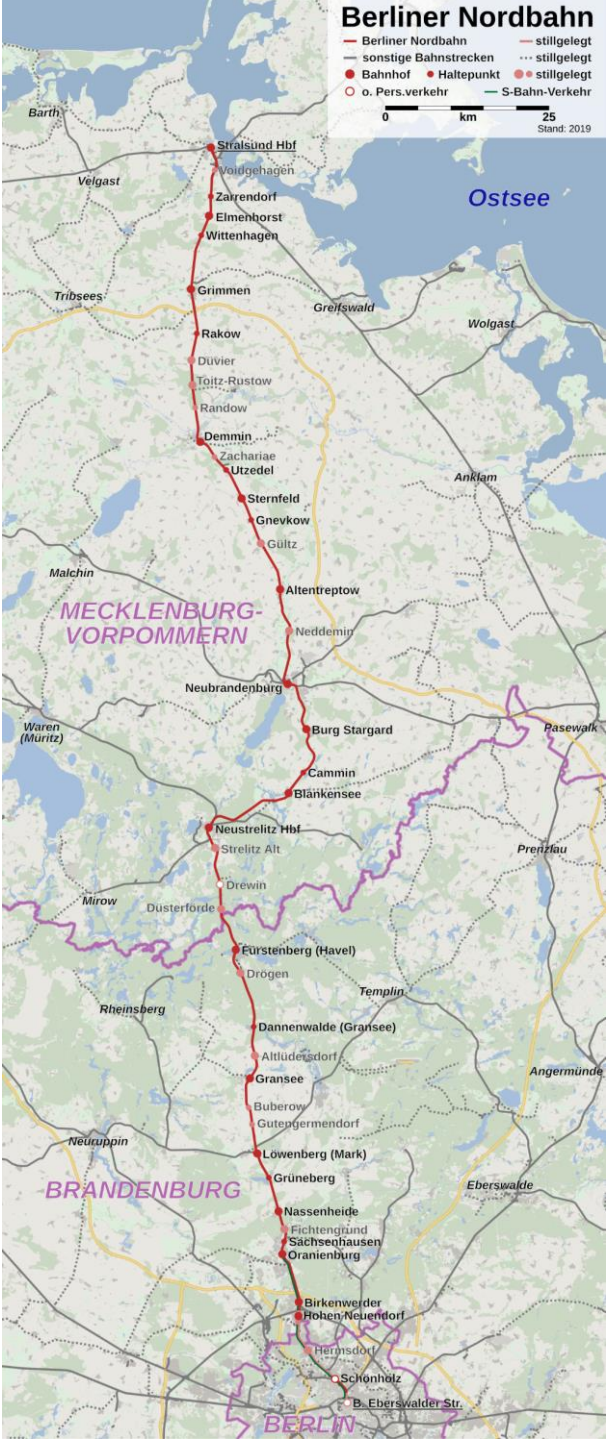 Berliner Nordbahn
Berliner Nordbahn
stillgelegt
sonstige Bahnstrecken
stillgelegt
Bahnhof
Haltepunkt
stillgelegt
o. Pers.verkehr
S-Bahn-Verkehr
0
km
25
Stand: 2019
Barth
Stralsund Hbf
Voigdehagen
Velgast
Zarrendorf
Ostsee
Elmenhorst
Wittenhagen
Grimmen
Tribsees
Greifswald
Wolgast
Rakow
Düvier
Toitz-Rustow
Randow
Demmin
Zachariae
Utzedel
Anklam
Sternfeld
Gnevkow
Gültz
Malchin
Altentreptow
MECKLENBURG-
VORPOMMERN
Neddemin
Neubrandenburg
Waren
(Müritz)
Burg Stargard
Pasewalk
Cammin
Blankensee
Neustrelitz Hbf
Strelitz Alt
Prenzlau
Drewin
Mirow
Düsterförde
Fürstenberg (Havel)
Drögen
Templin
Rheinsberg
Dannenwalde (Gransee)
Altlüdersdorf
Angermünde
Gransee
Buberow
Gutengermendorf
Neuruppin
Löwenberg (Mark)
Grüneberg
BRANDENBURG
Eberswalde
Nassenheide
Fichtengrund
Sachsenhausen
Oranienburg
Birkenwerder
Hohen Neuendorf
Hermsdorf
Schönholz
B. Eberswalder Str.
BERLIN